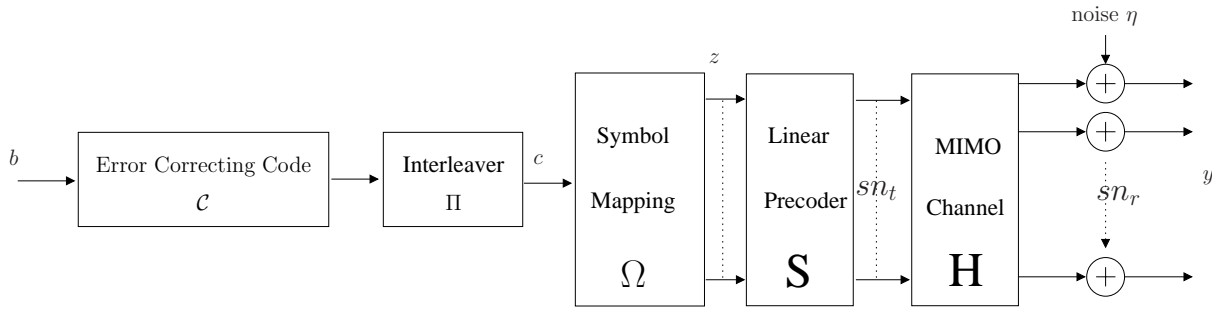 noise η
z
b
Error Correcting Code
𝒞
Interleaver
Π
c
Symbol
Mapping
Ω
Linear
Precoder
S
sn_t
MIMO
Channel
H
sn_r
y